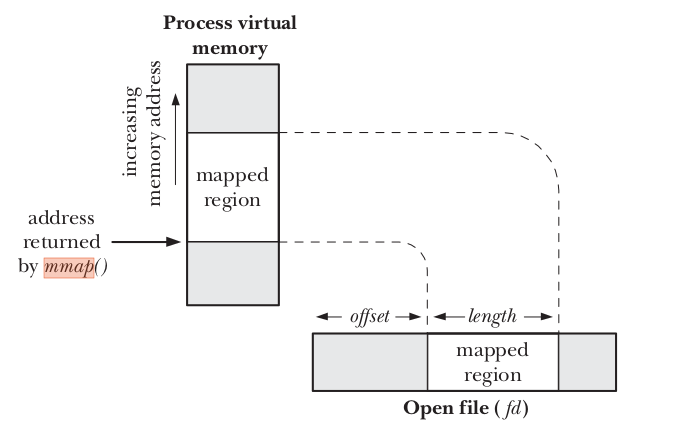 Process virtual
memory
increasing
memory address
mapped
region
address
returned
by mmap()
offset
length
mapped
region
Open file ( fd)